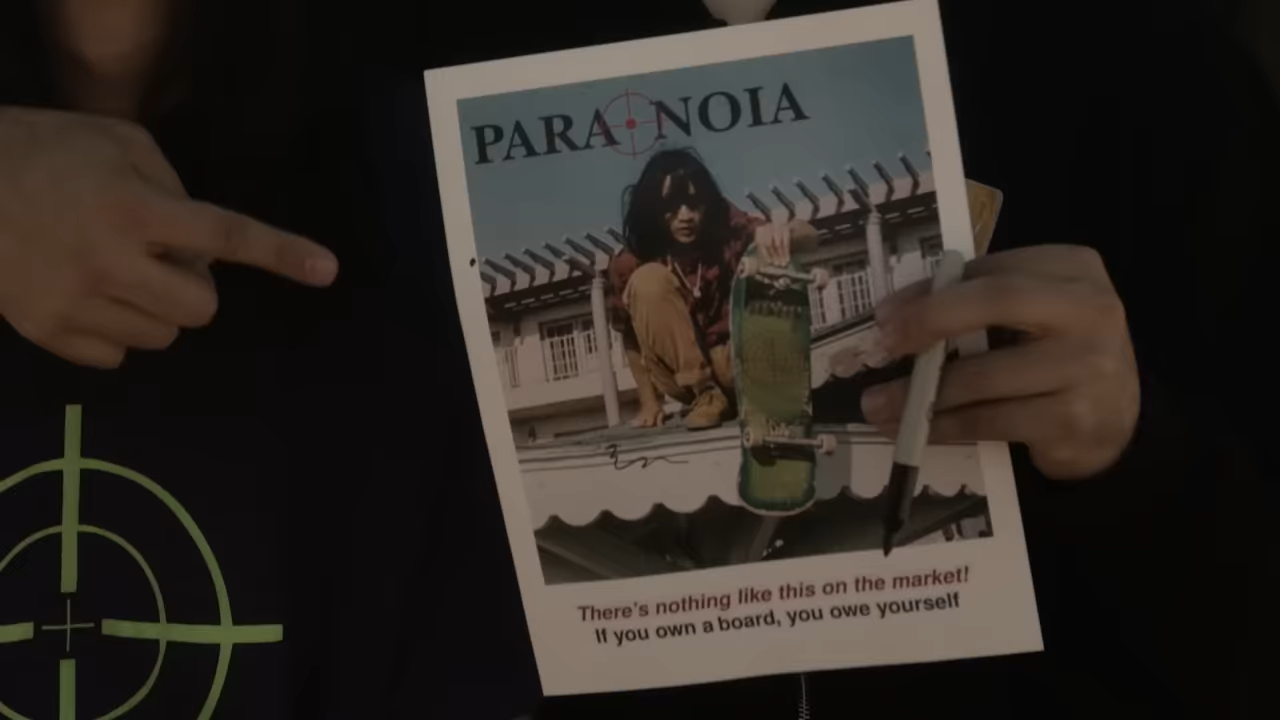 PARANOIA
There's nothing like this on the market!
If you own a board, you owe yourself